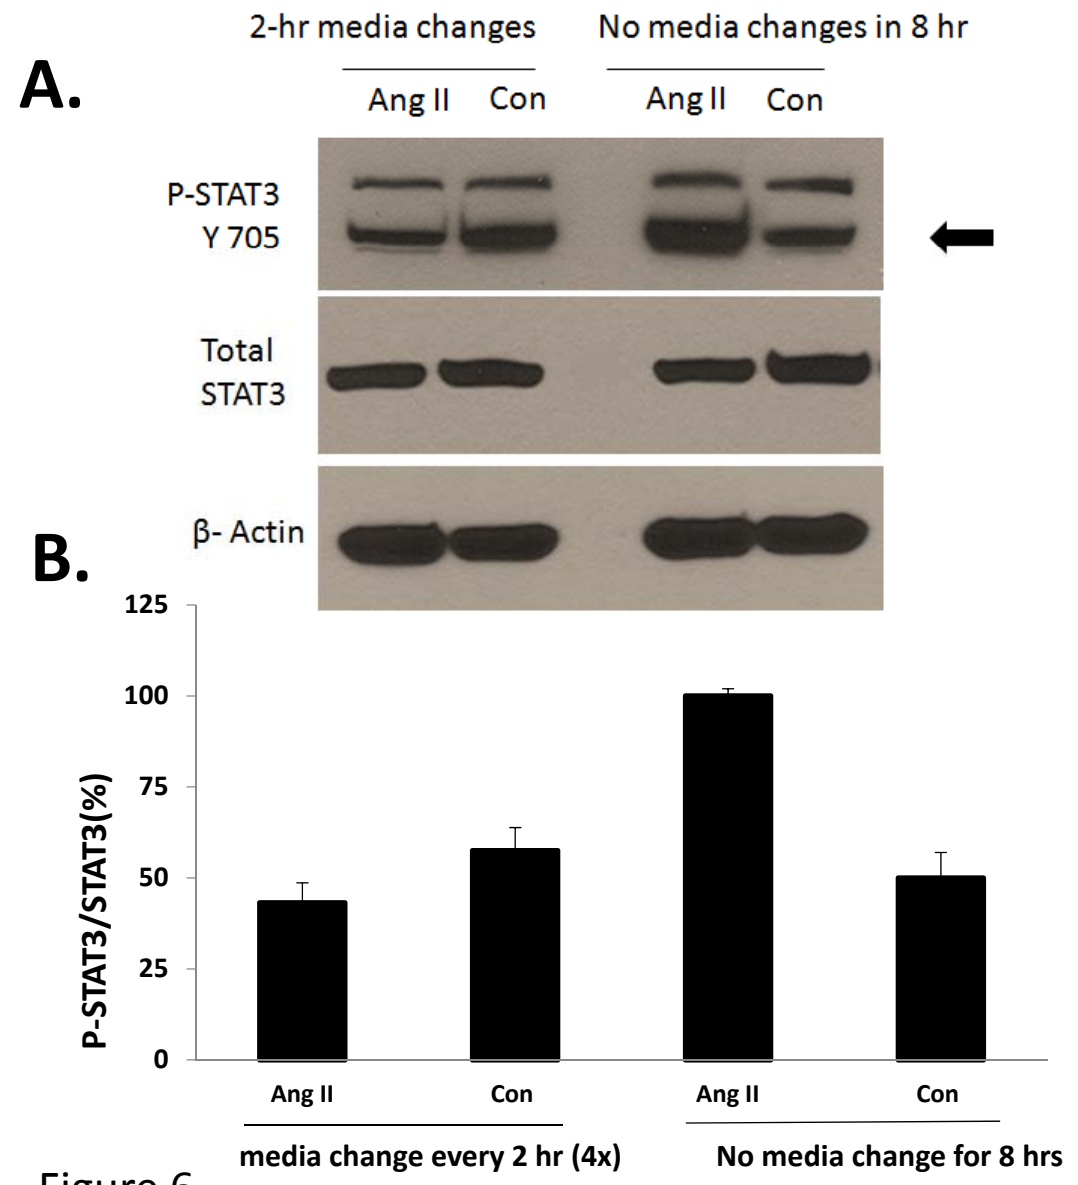 2-hr media changes No media changes in 8 hr
A.
Ang II Con Ang II Con
P-STAT3
Y 705
Total
STAT3
β- Actin
B.
125
100
75
50
25
0
P-STAT3/STAT3(%)
Ang II Con Ang II Con
media change every 2 hr (4x) No media change for 8 hrs
Figure 6